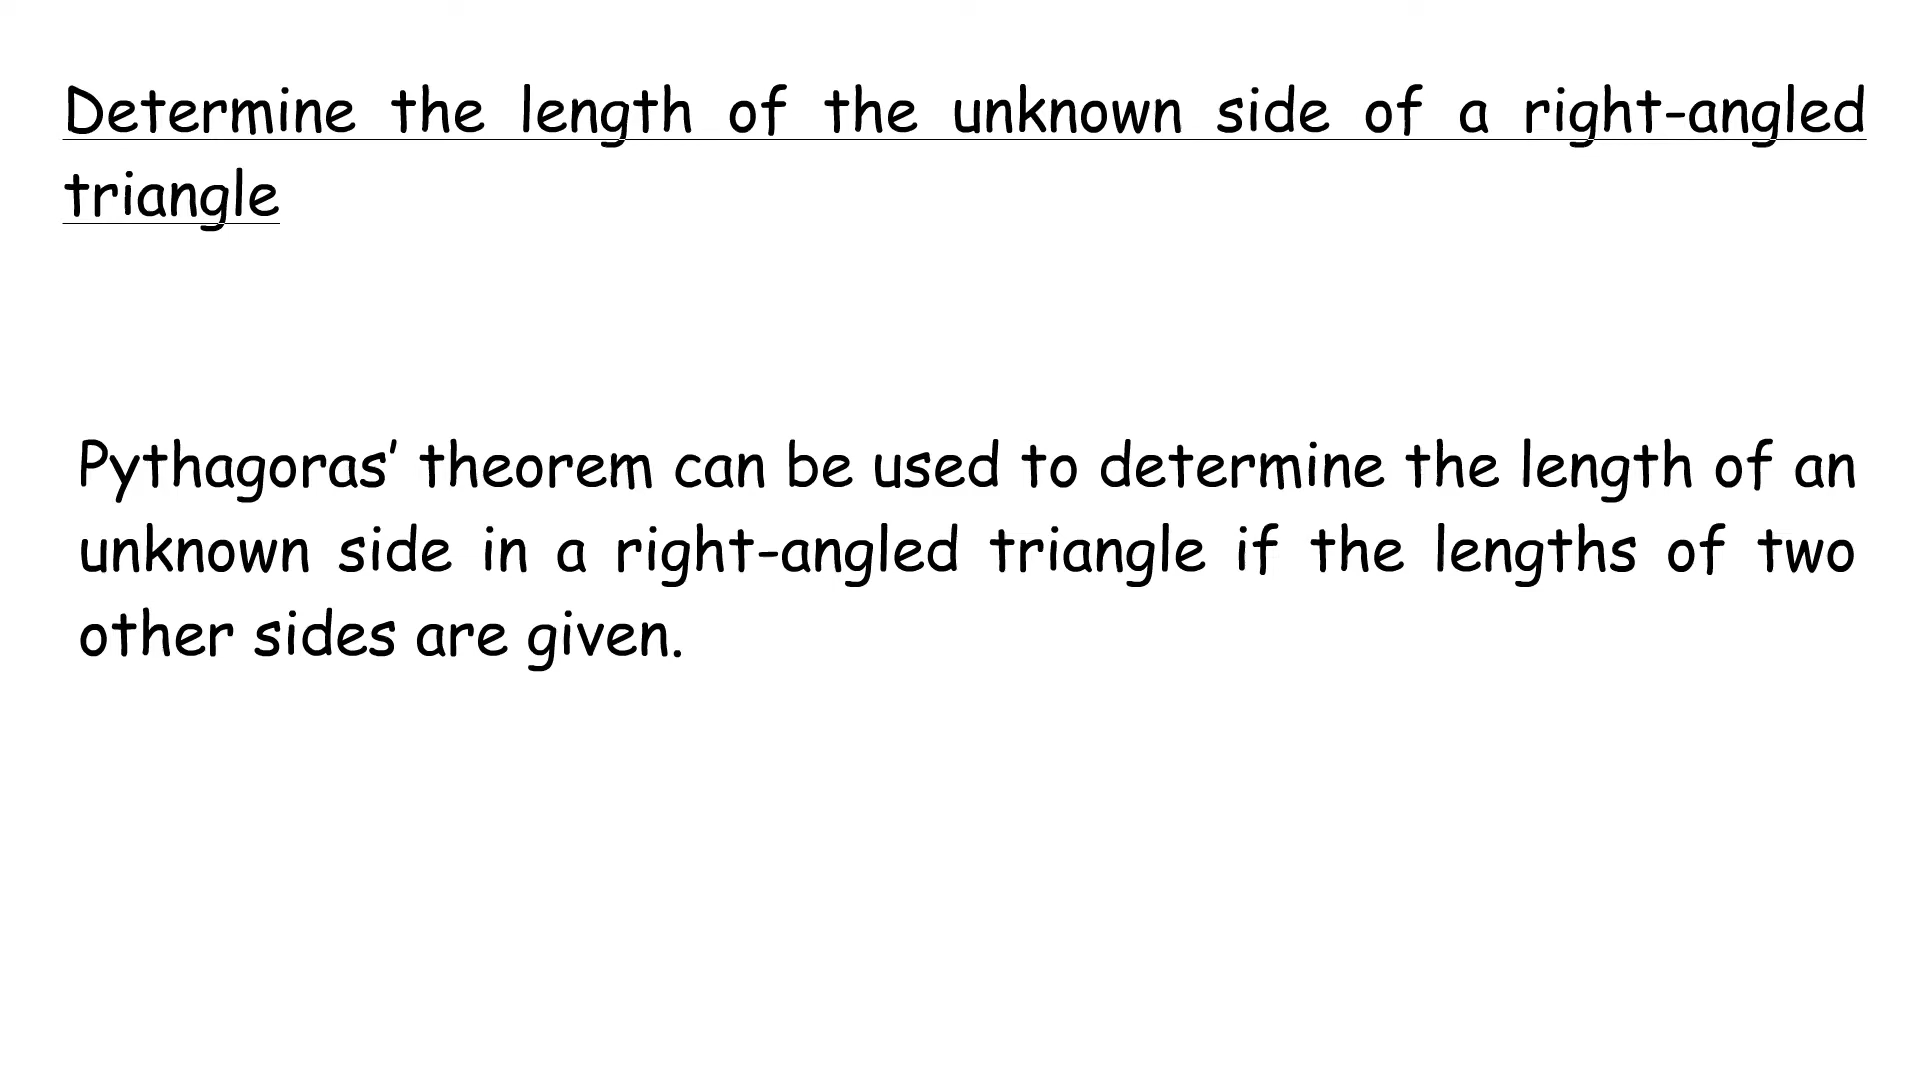 Determine the length of the unknown side of a right-angled
triangle
Pythagoras’ theorem can be used to determine the length of an
unknown side in a right-angled triangle if the lengths of two
other sides are given.